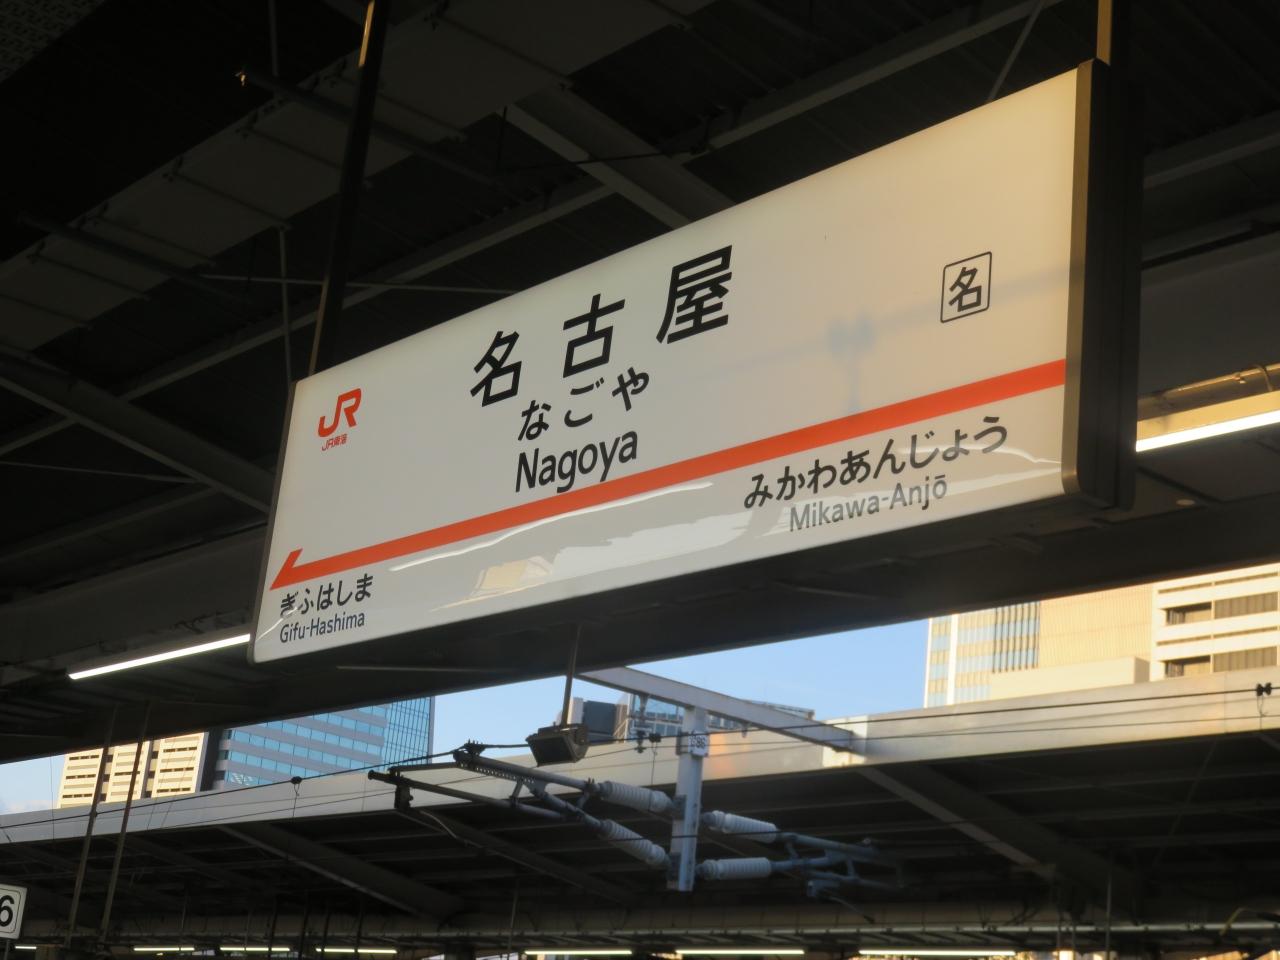 名古屋
名
なごや
Nagoya
JR
JR東海
みかわあんじょう
Mikawa-Anjō
ぎふはしま
Gifu-Hashima
6